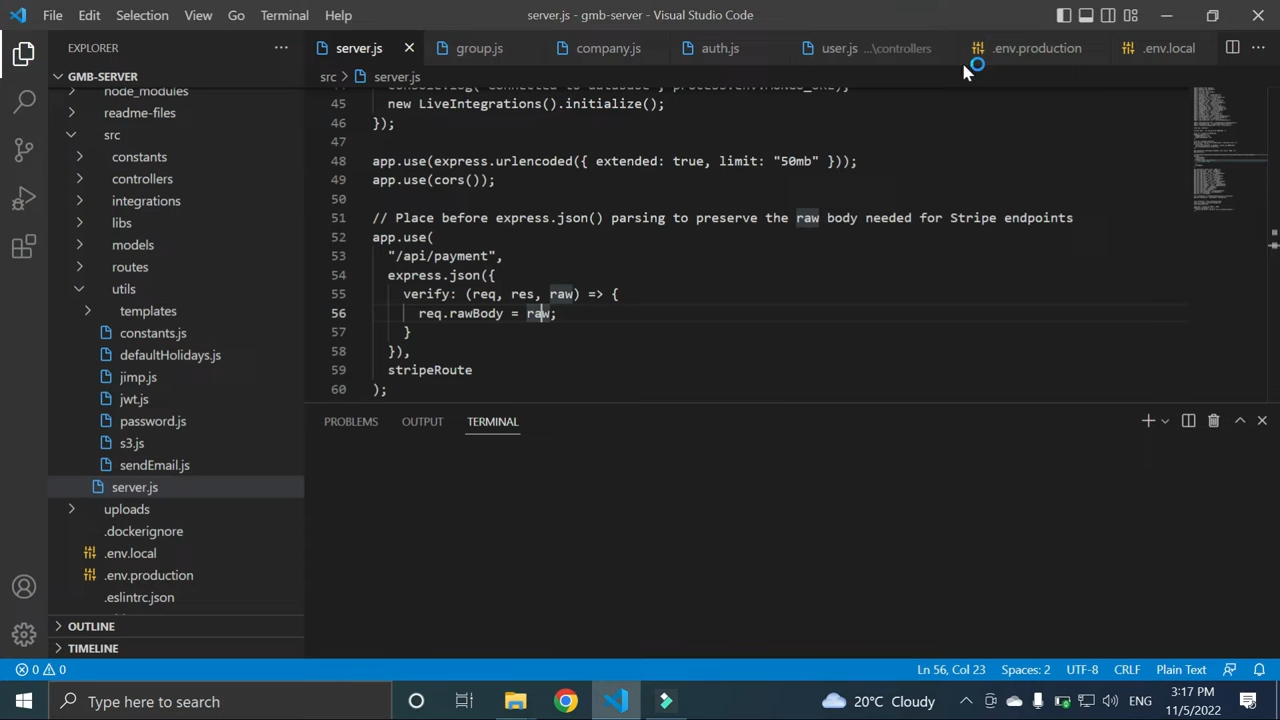 File Edit Selection View Go Terminal Help
server.js - gmb-server - Visual Studio Code
EXPLORER
server.js
group.js
company.js
auth.js
user.js ...\controllers
.env.production
.env.local
GMB-SERVER
src
server.js
node_modules
readme-files
src
constants
controllers
integrations
libs
models
routes
utils
templates
constants.js
defaultHolidays.js
jimp.js
jwt.js
password.js
s3.js
sendEmail.js
server.js
uploads
.dockerignore
.env.local
.env.production
.eslintrc.json
OUTLINE
TIMELINE
45 new LiveIntegrations().initialize();
46 });
47
48 app.use(express.urlencoded({ extended: true, limit: "50mb" }));
49 app.use(cors());
50
51 // Place before express.json() parsing to preserve the raw body needed for Stripe endpoints
52 app.use(
53 "/api/payment",
54 express.json({
55 verify: (req, res, raw) => {
56 req.rawBody = raw;
57 }
58 }),
59 stripeRoute
60 );
PROBLEMS OUTPUT TERMINAL
0 0
Ln 56, Col 23 Spaces: 2 UTF-8 CRLF Plain Text
Type here to search
20°C Cloudy
ENG
3:17 PM
11/5/2022